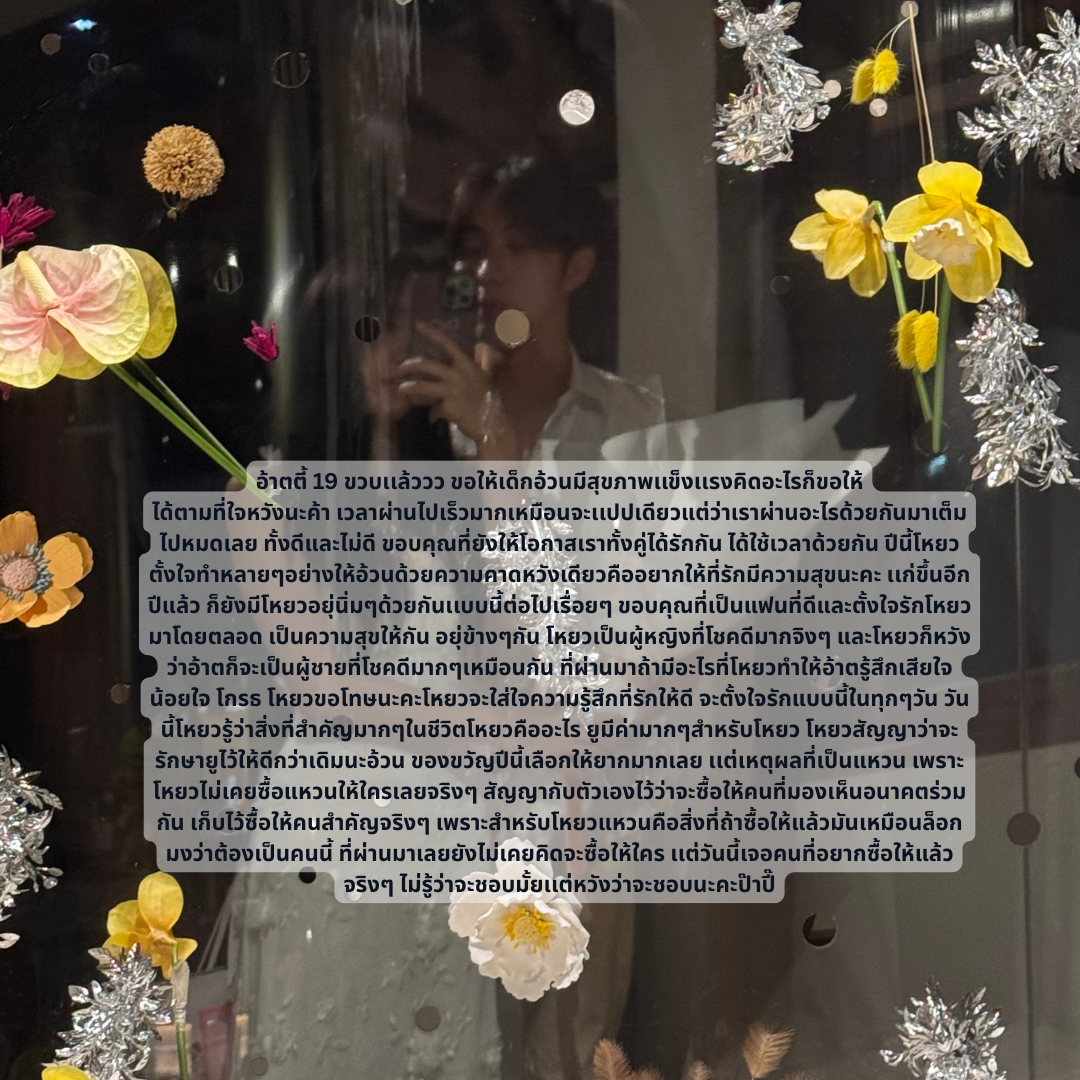 อ้าตตี้ 19 ขวบแล้ววว ขอให้เด็กอ้วนมีสุขภาพแข็งแรงคิดอะไรก็ขอให้
ได้ตามที่ใจหวังนะค้า เวลาผ่านไปเร็วมากเหมือนจะแปปเดียวแต่ว่าเราผ่านอะไรด้วยกันมาเต็ม
ไปหมดเลย ทั้งดีและไม่ดี ขอบคุณที่ยังให้โอกาสเราทั้งคู่ได้รักกัน ได้ใช้เวลาด้วยกัน ปีนี้โหยว
ตั้งใจทำหลายๆอย่างให้อ้วนด้วยความคาดหวังเดียวคืออยากให้ที่รักมีความสุขนะคะ แก่ขึ้นอีก
ปีแล้ว ก็ยังมีโหยวอยุ่นิ่มๆด้วยกันแบบนี้ต่อไปเรื่อยๆ ขอบคุณที่เป็นแฟนที่ดีและตั้งใจรักโหยว
มาโดยตลอด เป็นความสุขให้กัน อยุ่ข้างๆกัน โหยวเป็นผู้หญิงที่โชคดีมากจิงๆ และโหยวก็หวัง
ว่าอ้าตก็จะเป็นผู้ชายที่โชคดีมากๆเหมือนกัน ที่ผ่านมาถ้ามีอะไรที่โหยวทำให้อ้าตรู้สึกเสียใจ
น้อยใจ โกรธ โหยวขอโทษนะคะโหยวจะใส่ใจความรู้สึกที่รักให้ดี จะตั้งใจรักแบบนี้ในทุกๆวัน วัน
นี้โหยวรู้ว่าสิ่งที่สำคัญมากๆในชีวิตโหยวคืออะไร ยูมีค่ามากๆสำหรับโหยว โหยวสัญญาว่าจะ
รักษายูไว้ให้ดีกว่าเดิมนะอ้วน ของขวัญปีนี้เลือกให้ยากมากเลย แต่เหตุผลที่เป็นแหวน เพราะ
โหยวไม่เคยซื้อแหวนให้ใครเลยจริงๆ สัญญากับตัวเองไว้ว่าจะซื้อให้คนที่มองเห็นอนาคตร่วม
กัน เก็บไว้ซื้อให้คนสำคัญจริงๆ เพราะสำหรับโหยวแหวนคือสิ่งที่ถ้าซื้อให้แล้วมันเหมือนล็อก
มงว่าต้องเป็นคนนี้ ที่ผ่านมาเลยยังไม่เคยคิดจะซื้อให้ใคร แต่วันนี้เจอคนที่อยากซื้อให้แล้ว
จริงๆ ไม่รู้ว่าจะชอบมั้ยแต่หวังว่าจะชอบนะคะป๊าปี๊